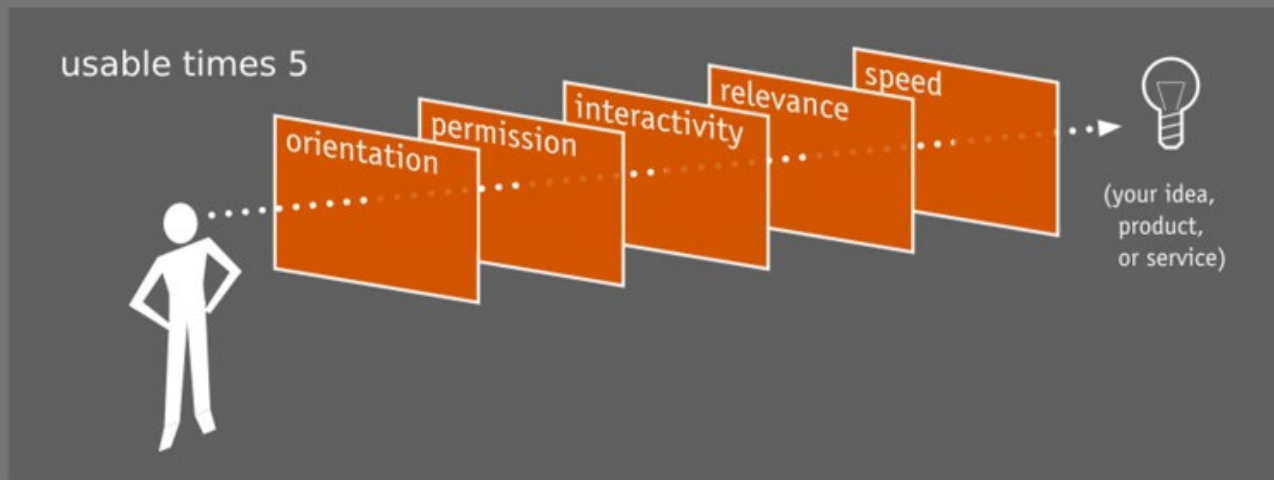 usable times 5
orientation
permission
interactivity
relevance
speed
(your idea,
product,
or service)